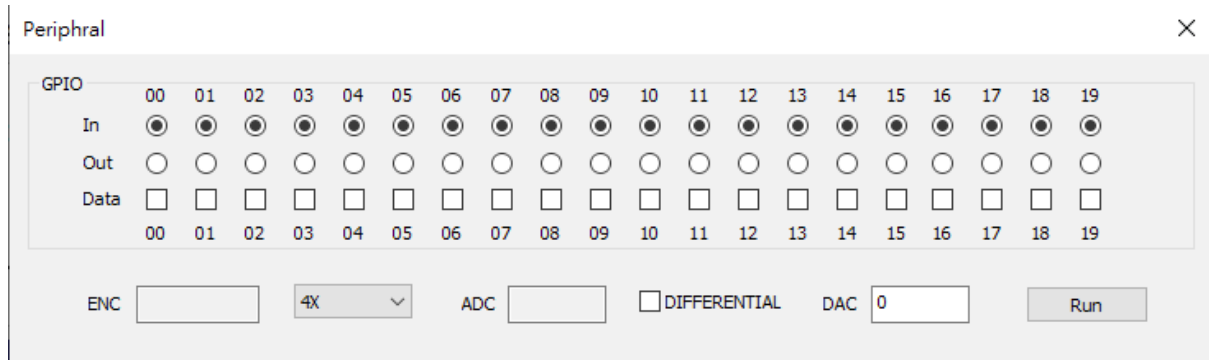 Periphral
GPIO
00 01 02 03 04 05 06 07 08 09 10 11 12 13 14 15 16 17 18 19
In
Out
Data
00 01 02 03 04 05 06 07 08 09 10 11 12 13 14 15 16 17 18 19
ENC 4X ADC DIFFERENTIAL DAC 0 Run